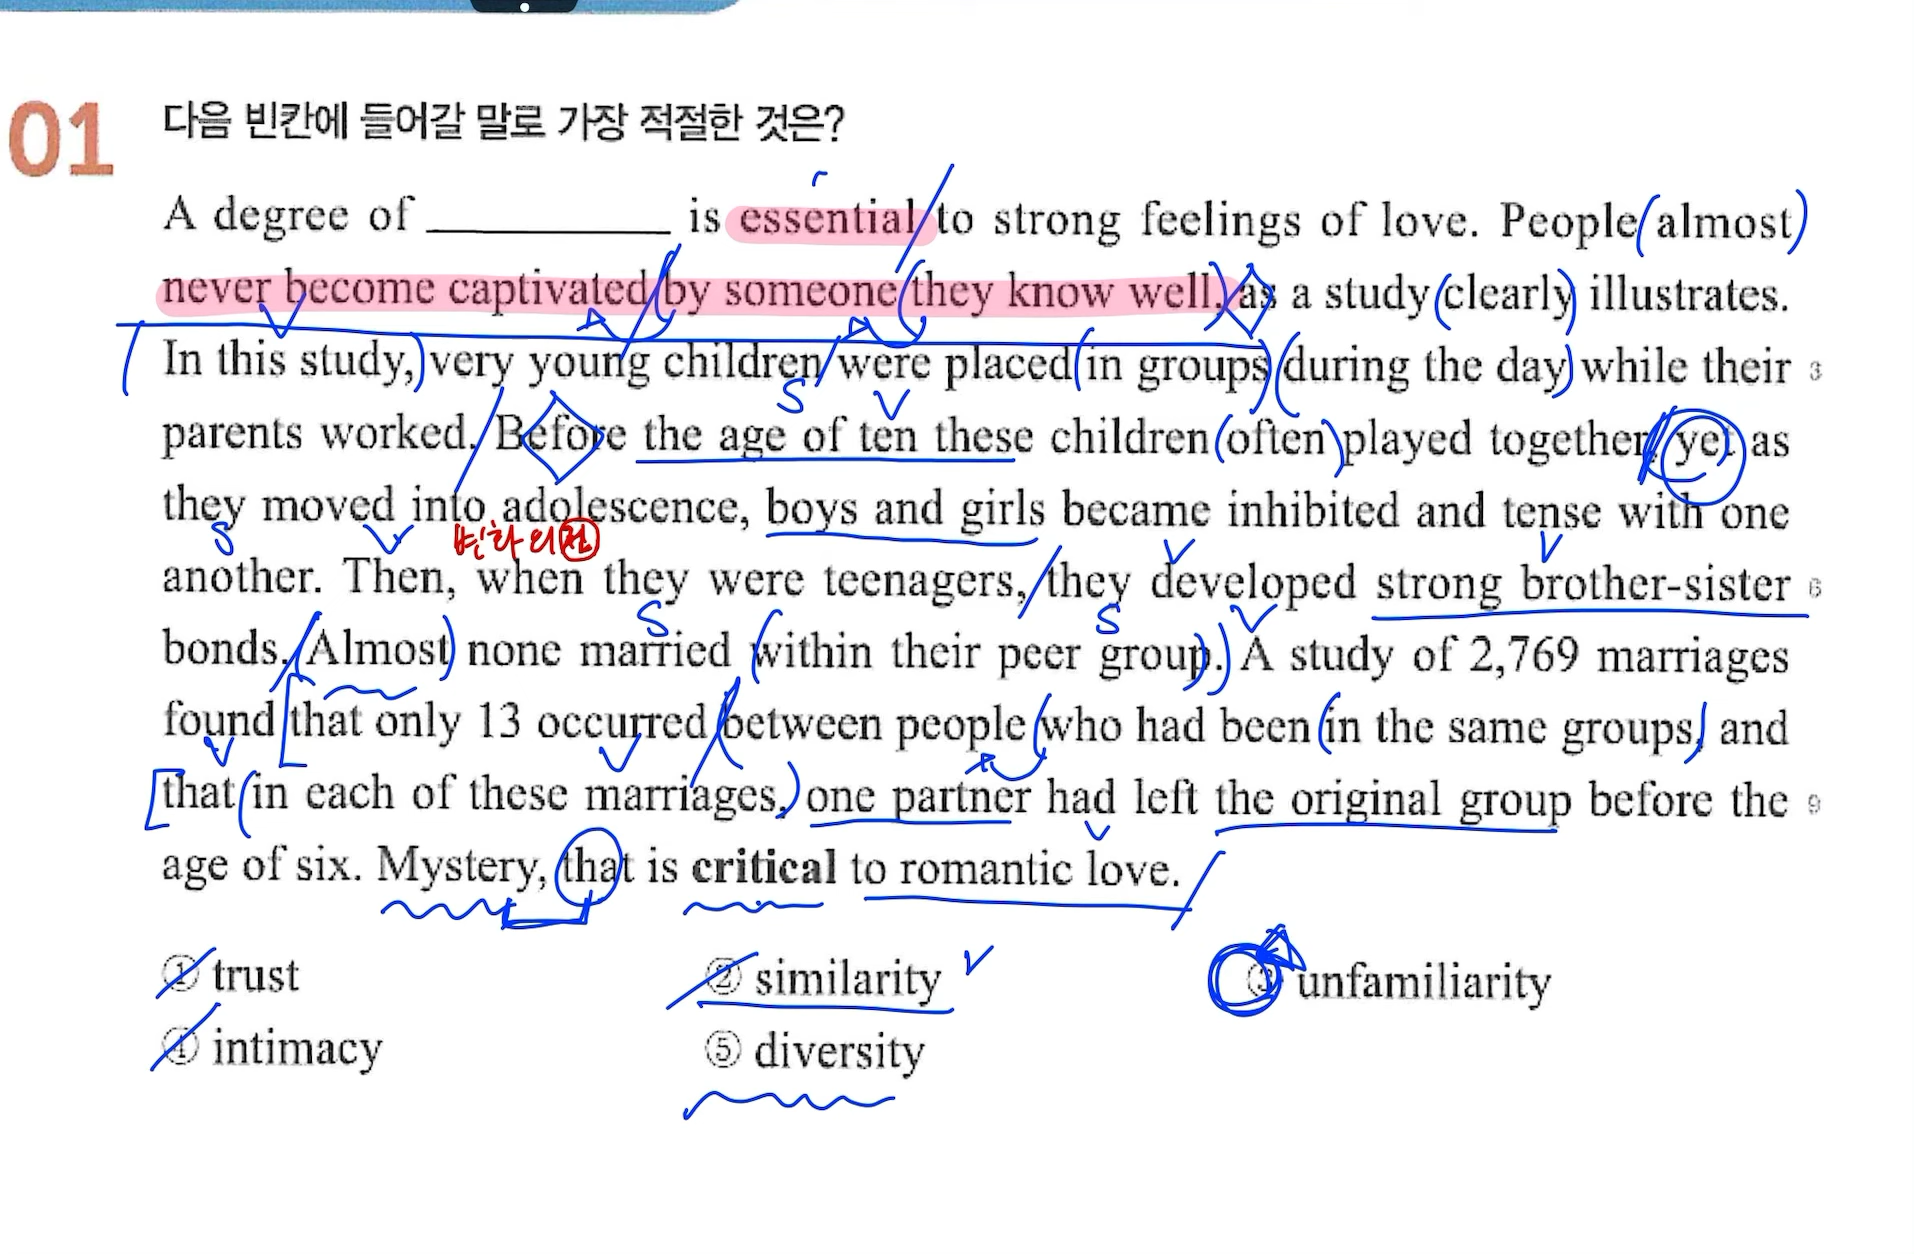 01 다음 빈칸에 들어갈 말로 가장 적절한 것은?
A degree of __________ is essential to strong feelings of love. People almost
never become captivated by someone they know well, as a study clearly illustrates.
In this study, very young children were placed in groups during the day while their 3
S V
parents worked. Before the age of ten these children often played together, yet as
they moved into adolescence, boys and girls became inhibited and tense with one
S V 변화의 전 V V
another. Then, when they were teenagers, they developed strong brother-sister 6
S S V
bonds. Almost none married within their peer group. A study of 2,769 marriages
found that only 13 occurred between people who had been in the same groups, and
V V
that in each of these marriages, one partner had left the original group before the 9
V
age of six. Mystery, that is critical to romantic love.
① trust ② similarity ③ unfamiliarity
④ intimacy ⑤ diversity